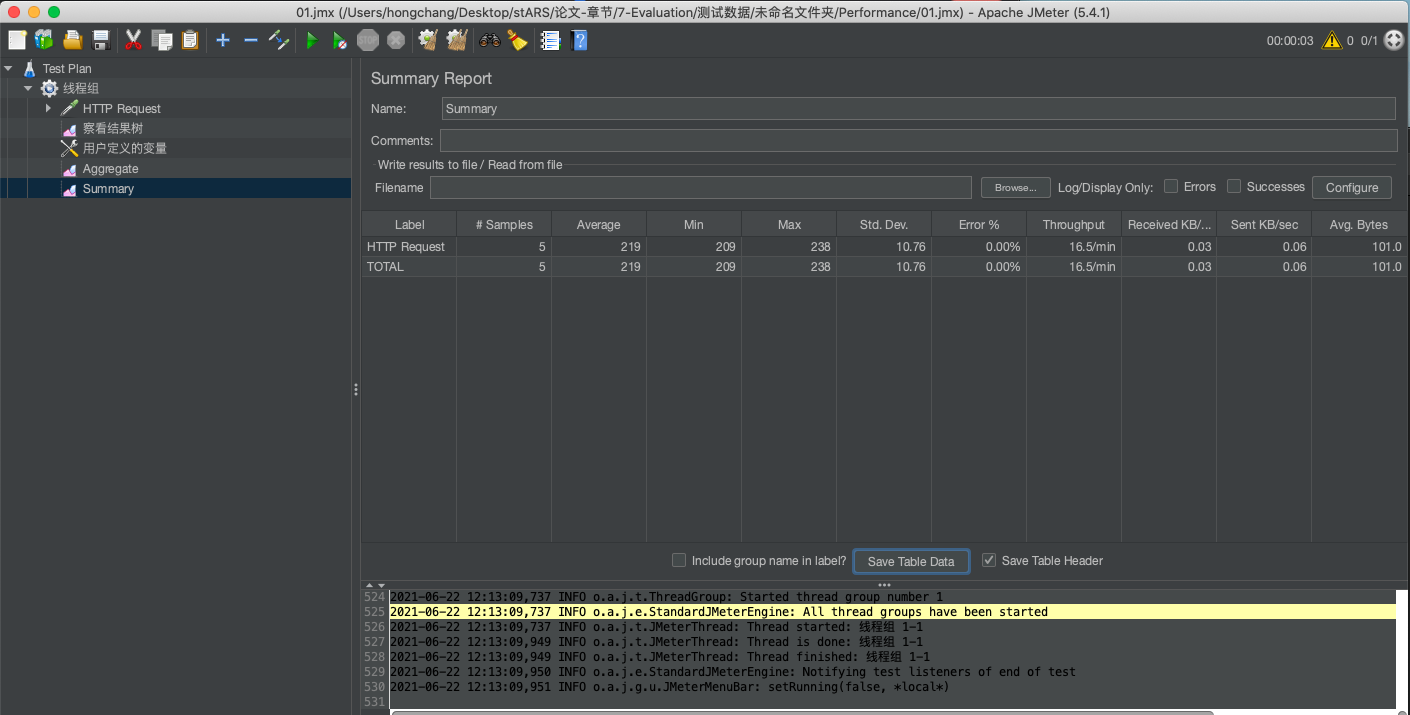 01.jmx (/Users/hongchang/Desktop/stARS/论文-章节/7-Evaluation/测试数据/未命名文件夹/Performance/01.jmx) - Apache JMeter (5.4.1)
STOP
?
00:00:03 0 0/1
Test Plan
线程组
HTTP Request
察看结果树
用户定义的变量
Aggregate
Summary
Summary Report
Name: Summary
Comments:
Write results to file / Read from file
Filename Browse... Log/Display Only: Errors Successes Configure
Label # Samples Average Min Max Std. Dev. Error % Throughput Received KB/... Sent KB/sec Avg. Bytes
HTTP Request 5 219 209 238 10.76 0.00% 16.5/min 0.03 0.06 101.0
TOTAL 5 219 209 238 10.76 0.00% 16.5/min 0.03 0.06 101.0
Include group name in label? Save Table Data Save Table Header
524 2021-06-22 12:13:09,737 INFO o.a.j.t.ThreadGroup: Started thread group number 1
525 2021-06-22 12:13:09,737 INFO o.a.j.e.StandardJMeterEngine: All thread groups have been started
526 2021-06-22 12:13:09,737 INFO o.a.j.t.JMeterThread: Thread started: 线程组 1-1
527 2021-06-22 12:13:09,949 INFO o.a.j.t.JMeterThread: Thread is done: 线程组 1-1
528 2021-06-22 12:13:09,949 INFO o.a.j.t.JMeterThread: Thread finished: 线程组 1-1
529 2021-06-22 12:13:09,950 INFO o.a.j.e.StandardJMeterEngine: Notifying test listeners of end of test
530 2021-06-22 12:13:09,951 INFO o.a.j.g.u.JMeterMenuBar: setRunning(false, *local*)
531